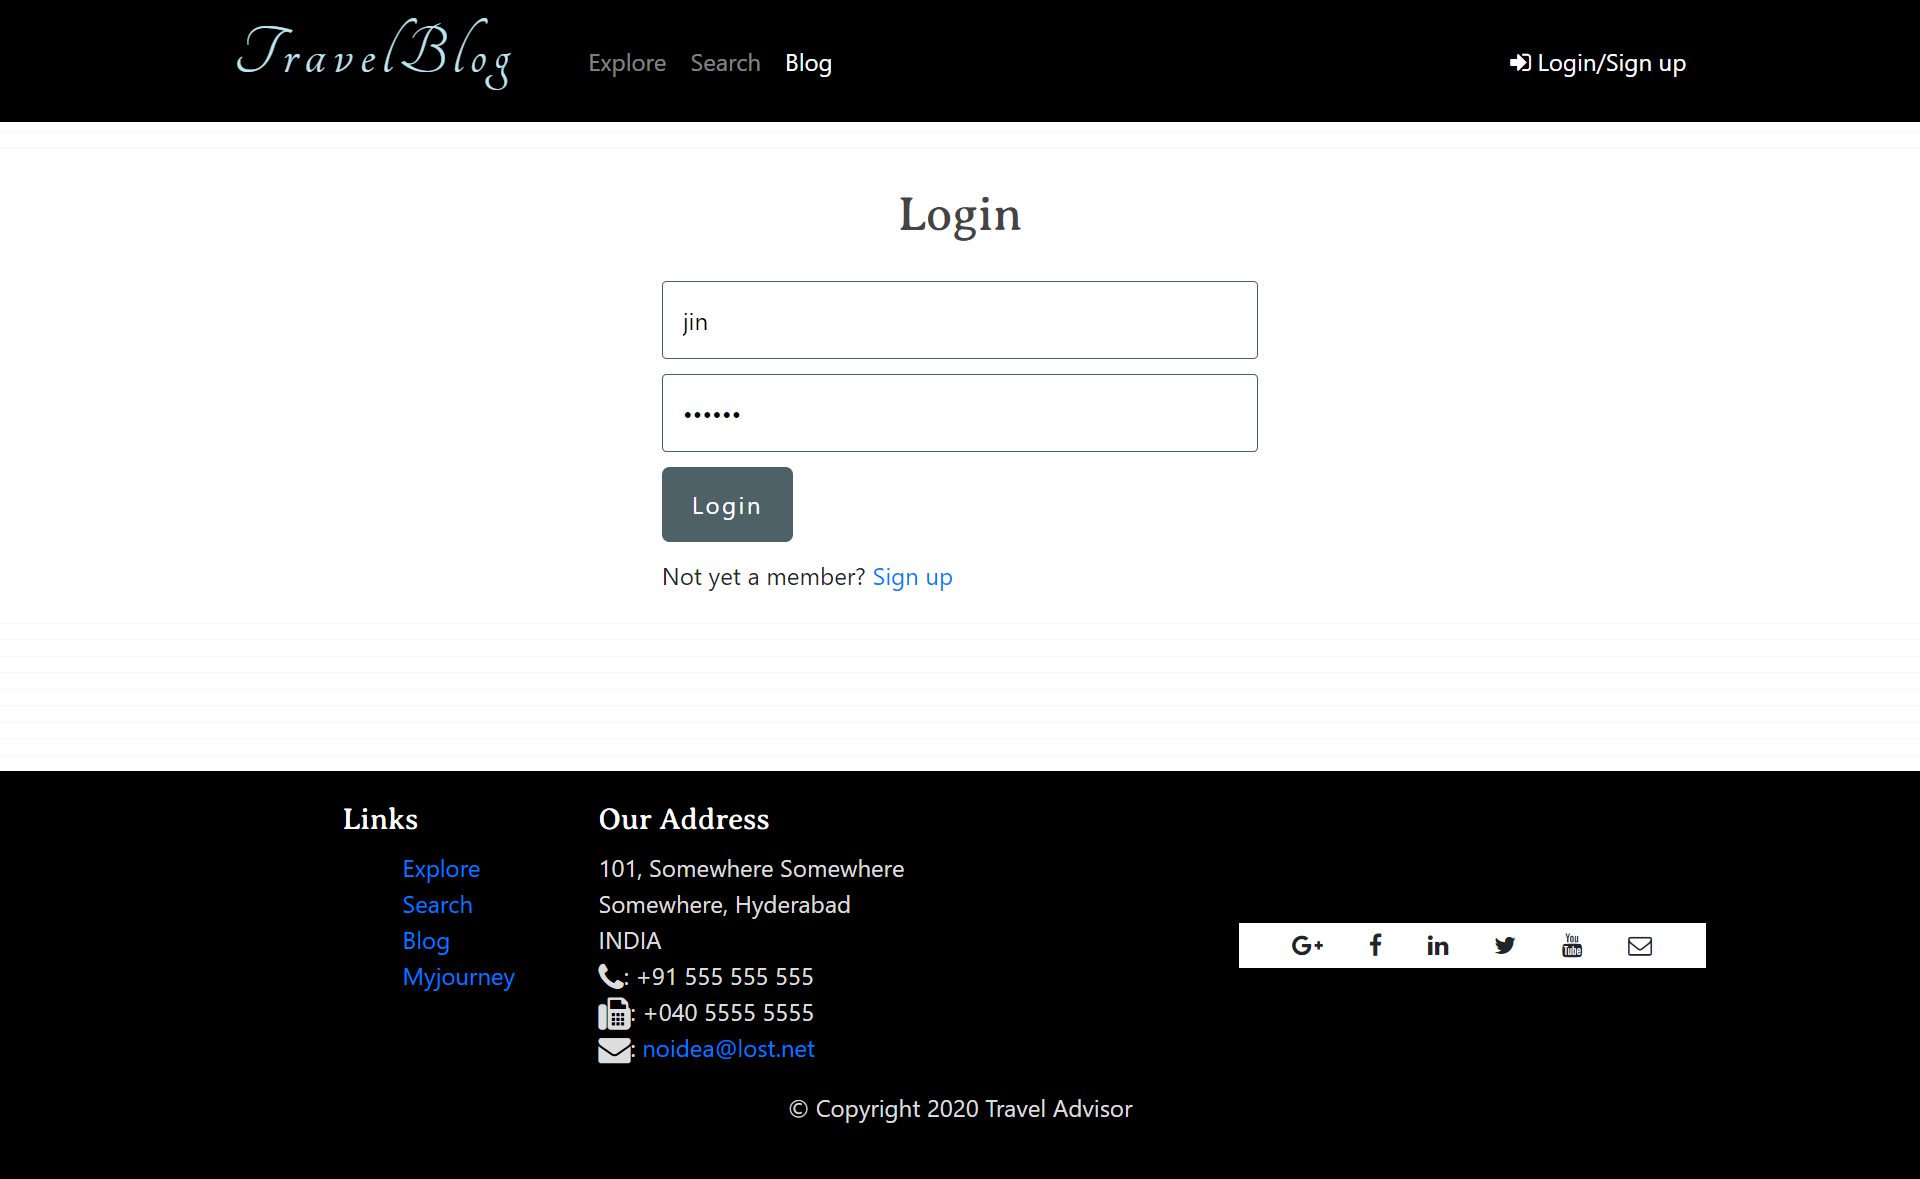 TravelBlog
Explore Search Blog
Login/Sign up
Login
jin
••••••
Login
Not yet a member? Sign up
Links
Explore
Search
Blog
Myjourney
Our Address
101, Somewhere Somewhere
Somewhere, Hyderabad
INDIA
: +91 555 555 555
: +040 5555 5555
: noidea@lost.net
G+ f in You Tube
© Copyright 2020 Travel Advisor